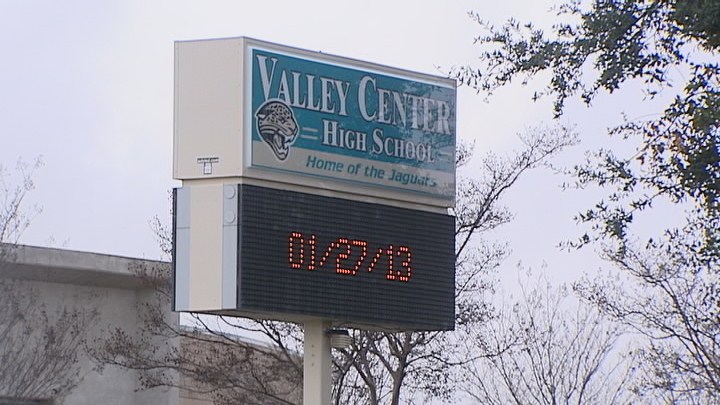 VALLEY CENTER
HIGH SCHOOL
Home of the Jaguars
01/27/13